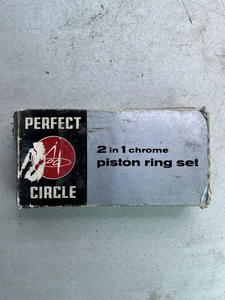 PERFECT
CIRCLE
2 in 1 chrome
piston ring set